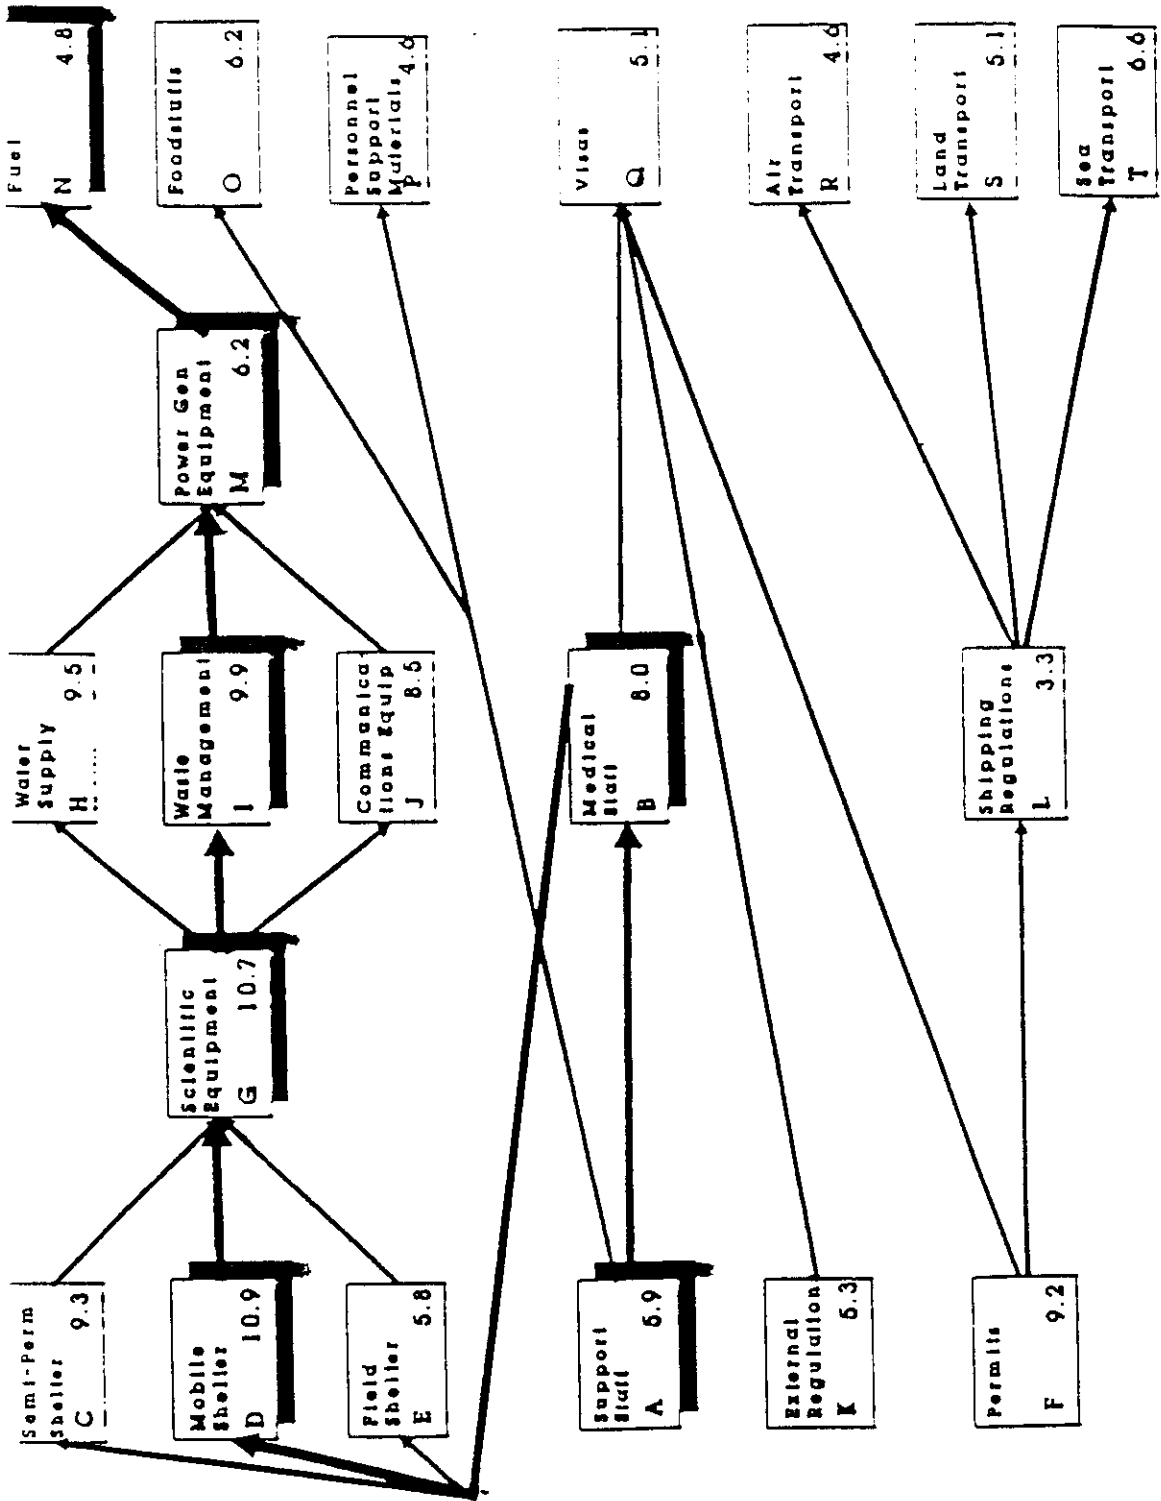 Semi-Perm
Shelter
C 9.3
Mobile
Shelter
D 10.9
Field
Shelter
E 5.8
Support
Staff
A 5.9
External
Regulation
K 5.3
Permits
F 9.2
Scientific
Equipment
G 10.7
Water
Supply
H 9.5
Waste
Management
I 9.9
Communica
tions Equip
J 8.5
Medical
Staff
B 8.0
Shipping
Regulations
L 3.3
Power Gen
Equipment
M 6.2
Fuel
N 4.8
Foodstuffs
O 6.2
Personnel
Support
Materials
P 4.6
Visas
Q 5.1
Air
Transport
R 4.6
Land
Transport
S 5.1
Sea
Transport
T 6.6